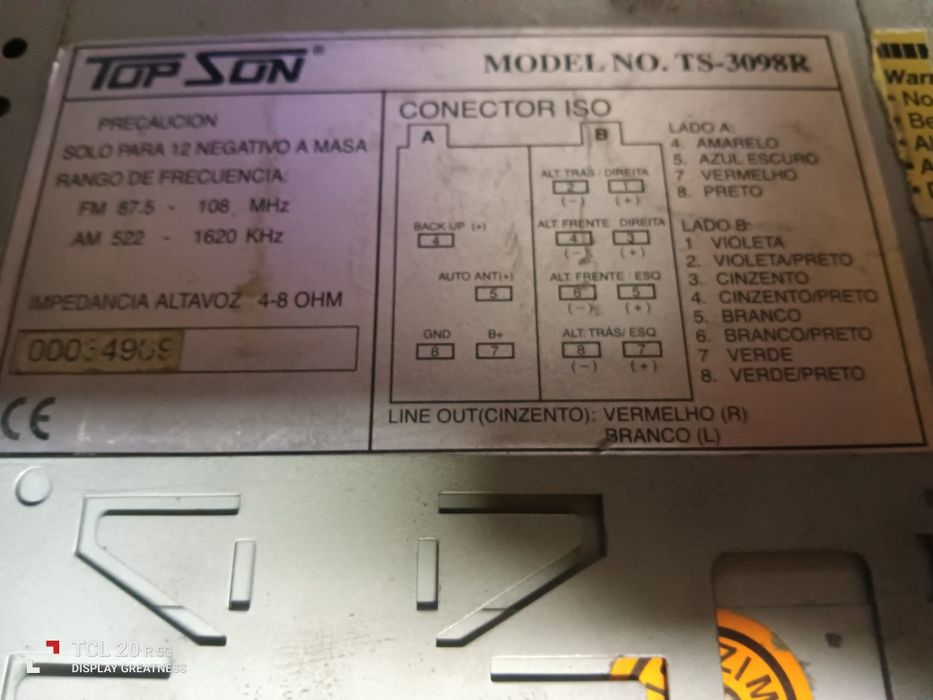 TOP SON®
MODEL NO. TS-3098R
PRECAUCION
SOLO PARA 12 NEGATIVO A MASA
RANGO DE FRECUENCIA:
FM 87.5 - 108 MHz
AM 522 - 1620 KHz
IMPEDANCIA ALTAVOZ : 4-8 OHM
CE
CONECTOR ISO
A
B
ALT TRÁS / DIREITA
2 1
(-) (+)
BACK UP (+)
4
ALT FRENTE DIREITA
4 3
(-) (+)
AUTO ANT(+)
5
ALT FRENTE / ESQ
6 5
(-) (+)
GND B+
8 7
ALT TRÁS/ ESQ
8 7
(-) (+)
LADO A:
4. AMARELO
5. AZUL ESCURO
7 VERMELHO
8. PRETO
LADO B:
1 VIOLETA
2. VIOLETA/PRETO
3. CINZENTO
4. CINZENTO/PRETO
5. BRANCO
6. BRANCO/PRETO
7 VERDE
8. VERDE/PRETO
LINE OUT(CINZENTO): VERMELHO (R)
BRANCO (L)
TCL 20 R 5G
DISPLAY GREATNESS